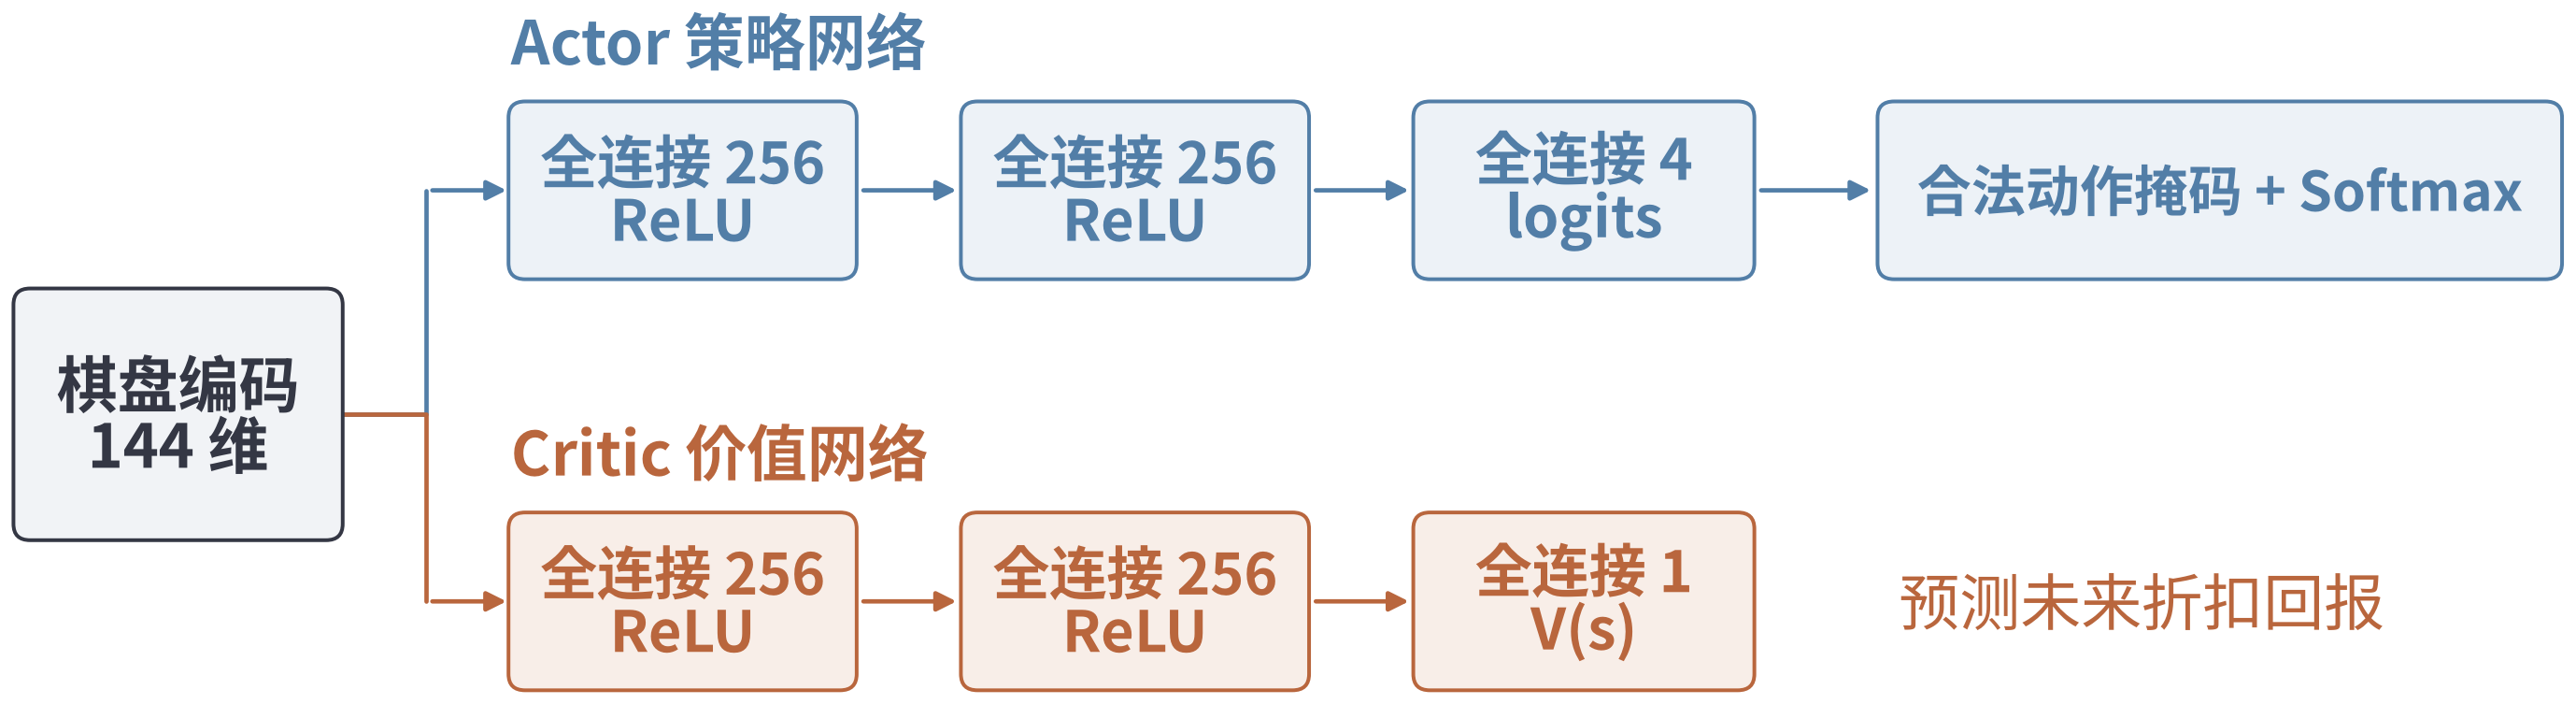 Actor 策略网络
全连接 256
ReLU
全连接 256
ReLU
全连接 4
logits
合法动作掩码 + Softmax
棋盘编码
144 维
Critic 价值网络
全连接 256
ReLU
全连接 256
ReLU
全连接 1
V(s)
预测未来折扣回报